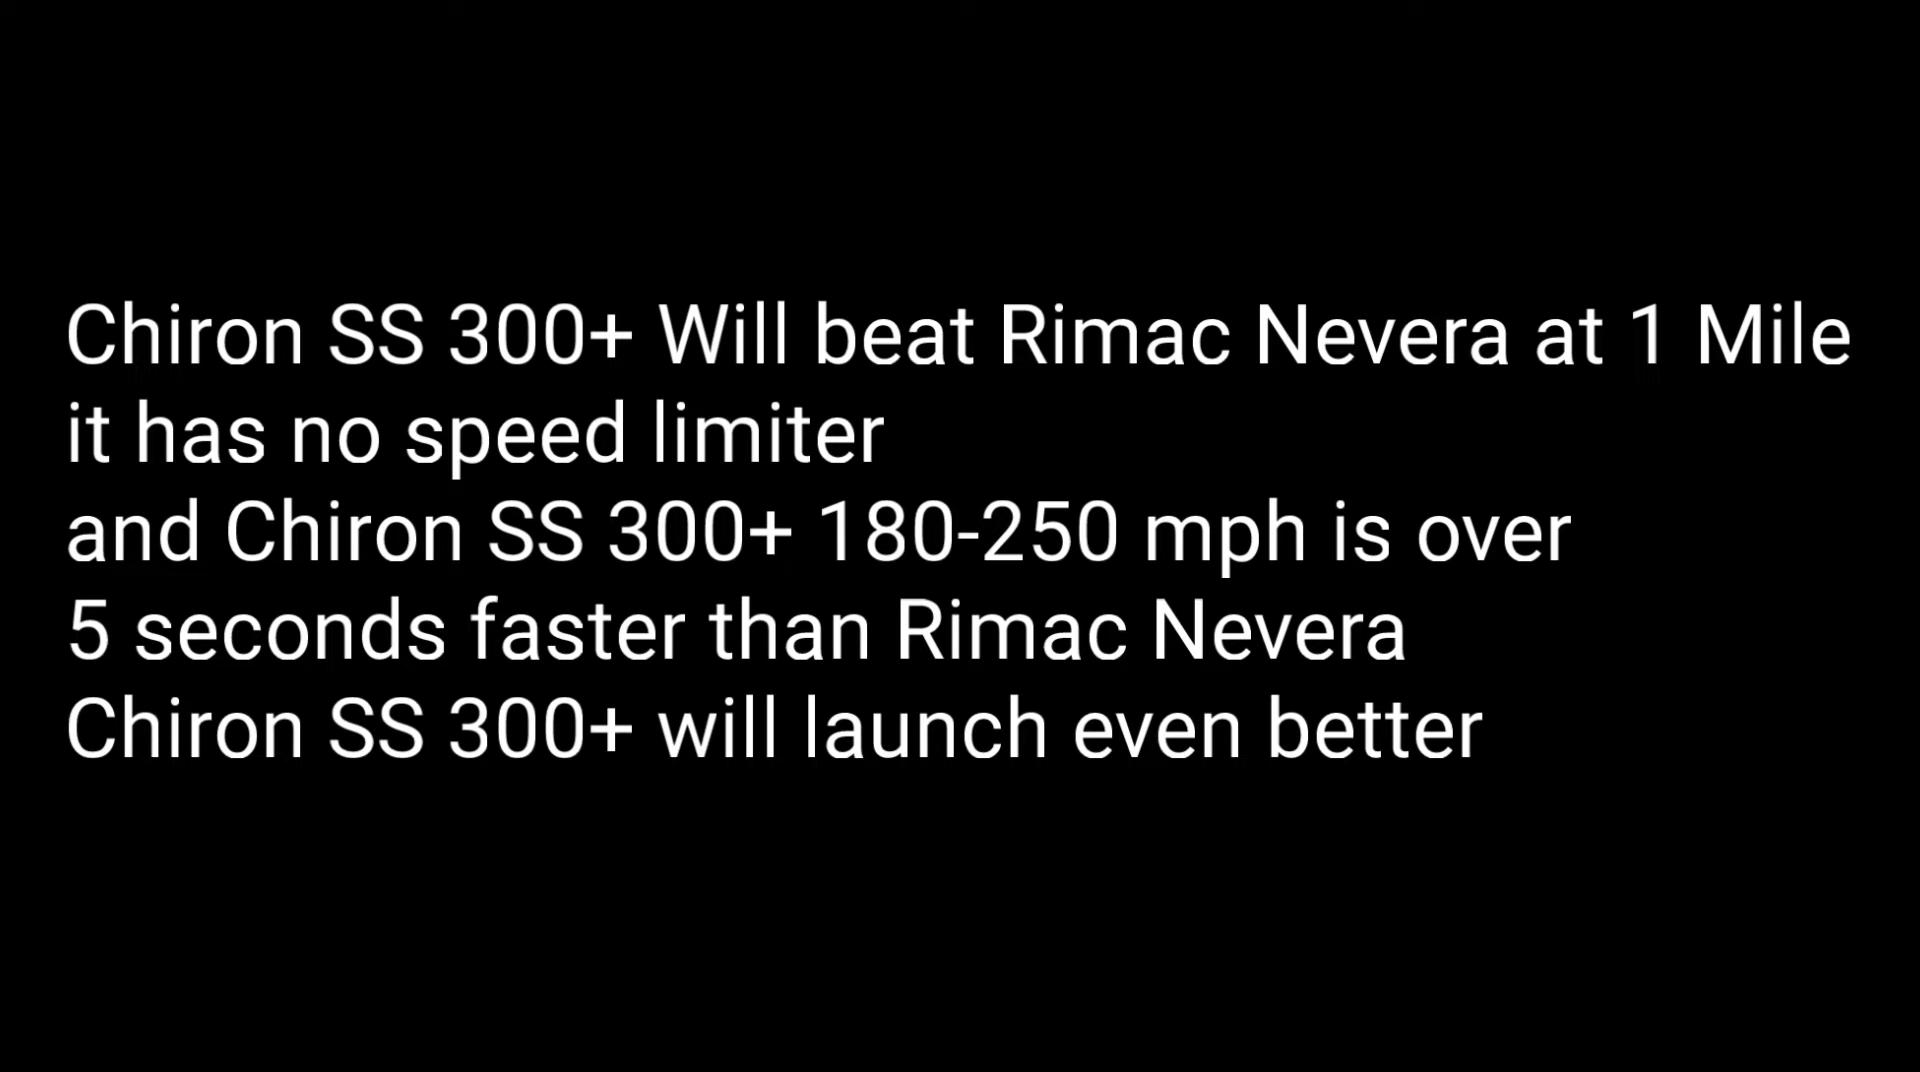 Chiron SS 300+ Will beat Rimac Nevera at 1 Mile
it has no speed limiter
and Chiron SS 300+ 180-250 mph is over
5 seconds faster than Rimac Nevera
Chiron SS 300+ will launch even better